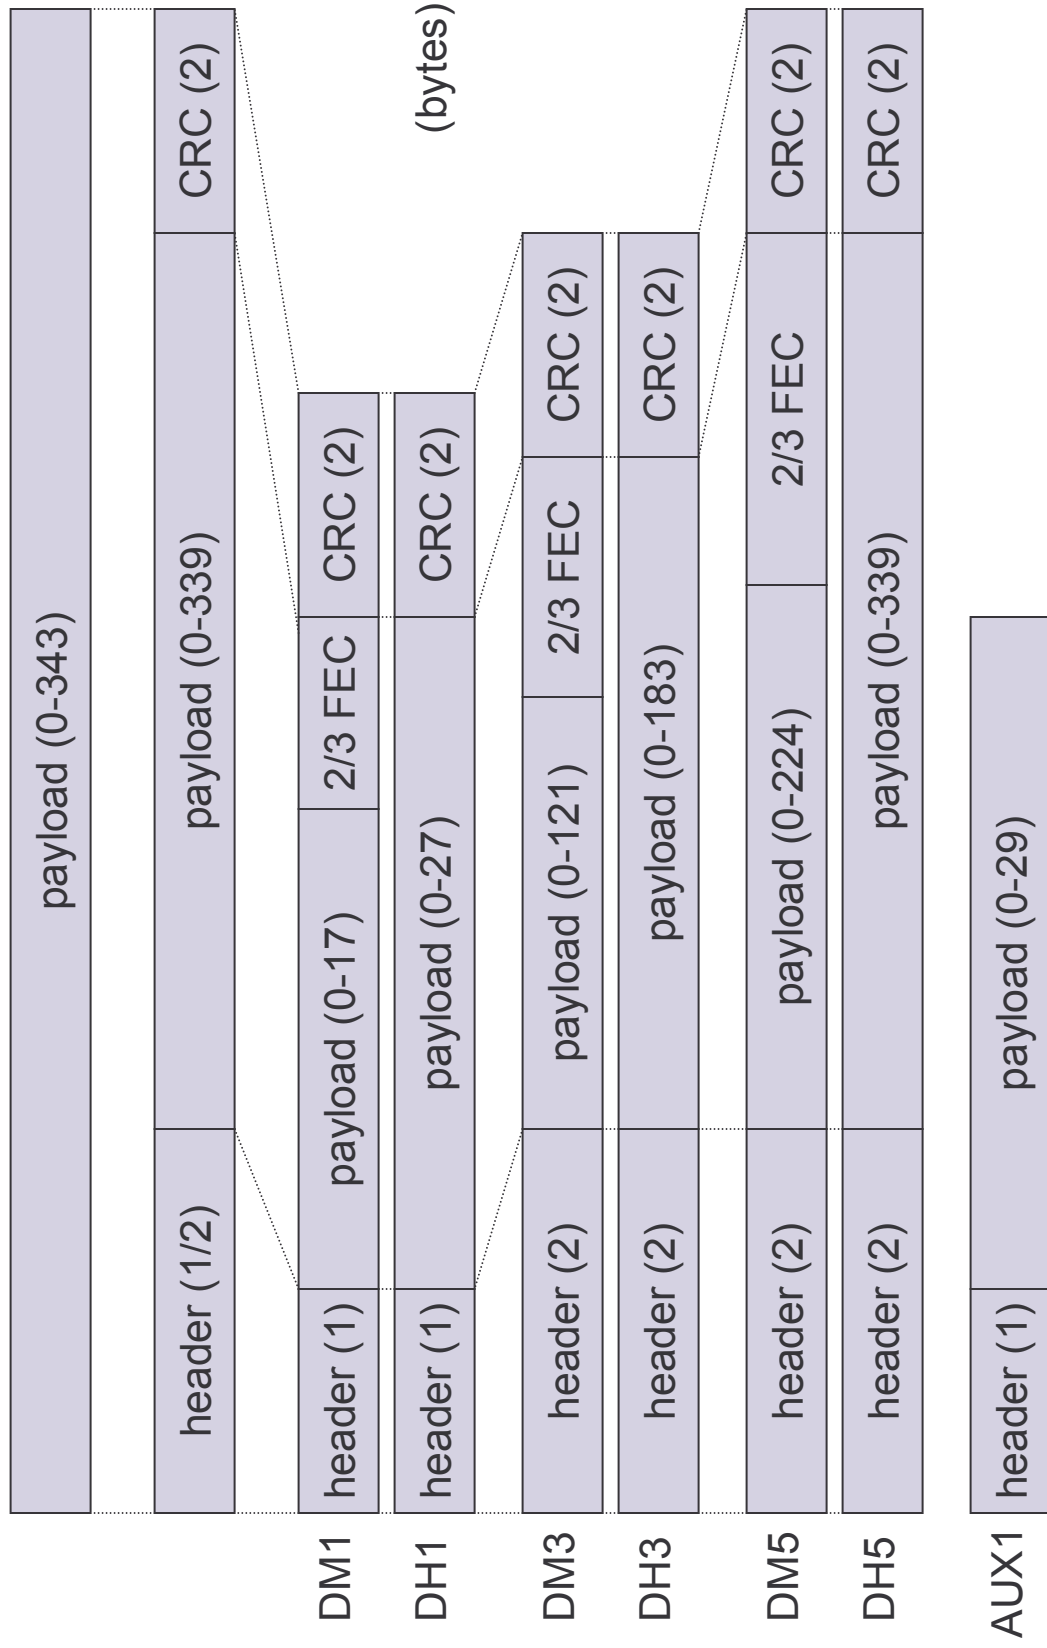 payload (0-343)
header (1/2) payload (0-339) CRC (2)
DM1 header (1) payload (0-17) 2/3 FEC CRC (2)
DH1 header (1) payload (0-27) CRC (2) (bytes)
DM3 header (2) payload (0-121) 2/3 FEC CRC (2)
DH3 header (2) payload (0-183) CRC (2)
DM5 header (2) payload (0-224) 2/3 FEC CRC (2)
DH5 header (2) payload (0-339) CRC (2)
AUX1 header (1) payload (0-29)